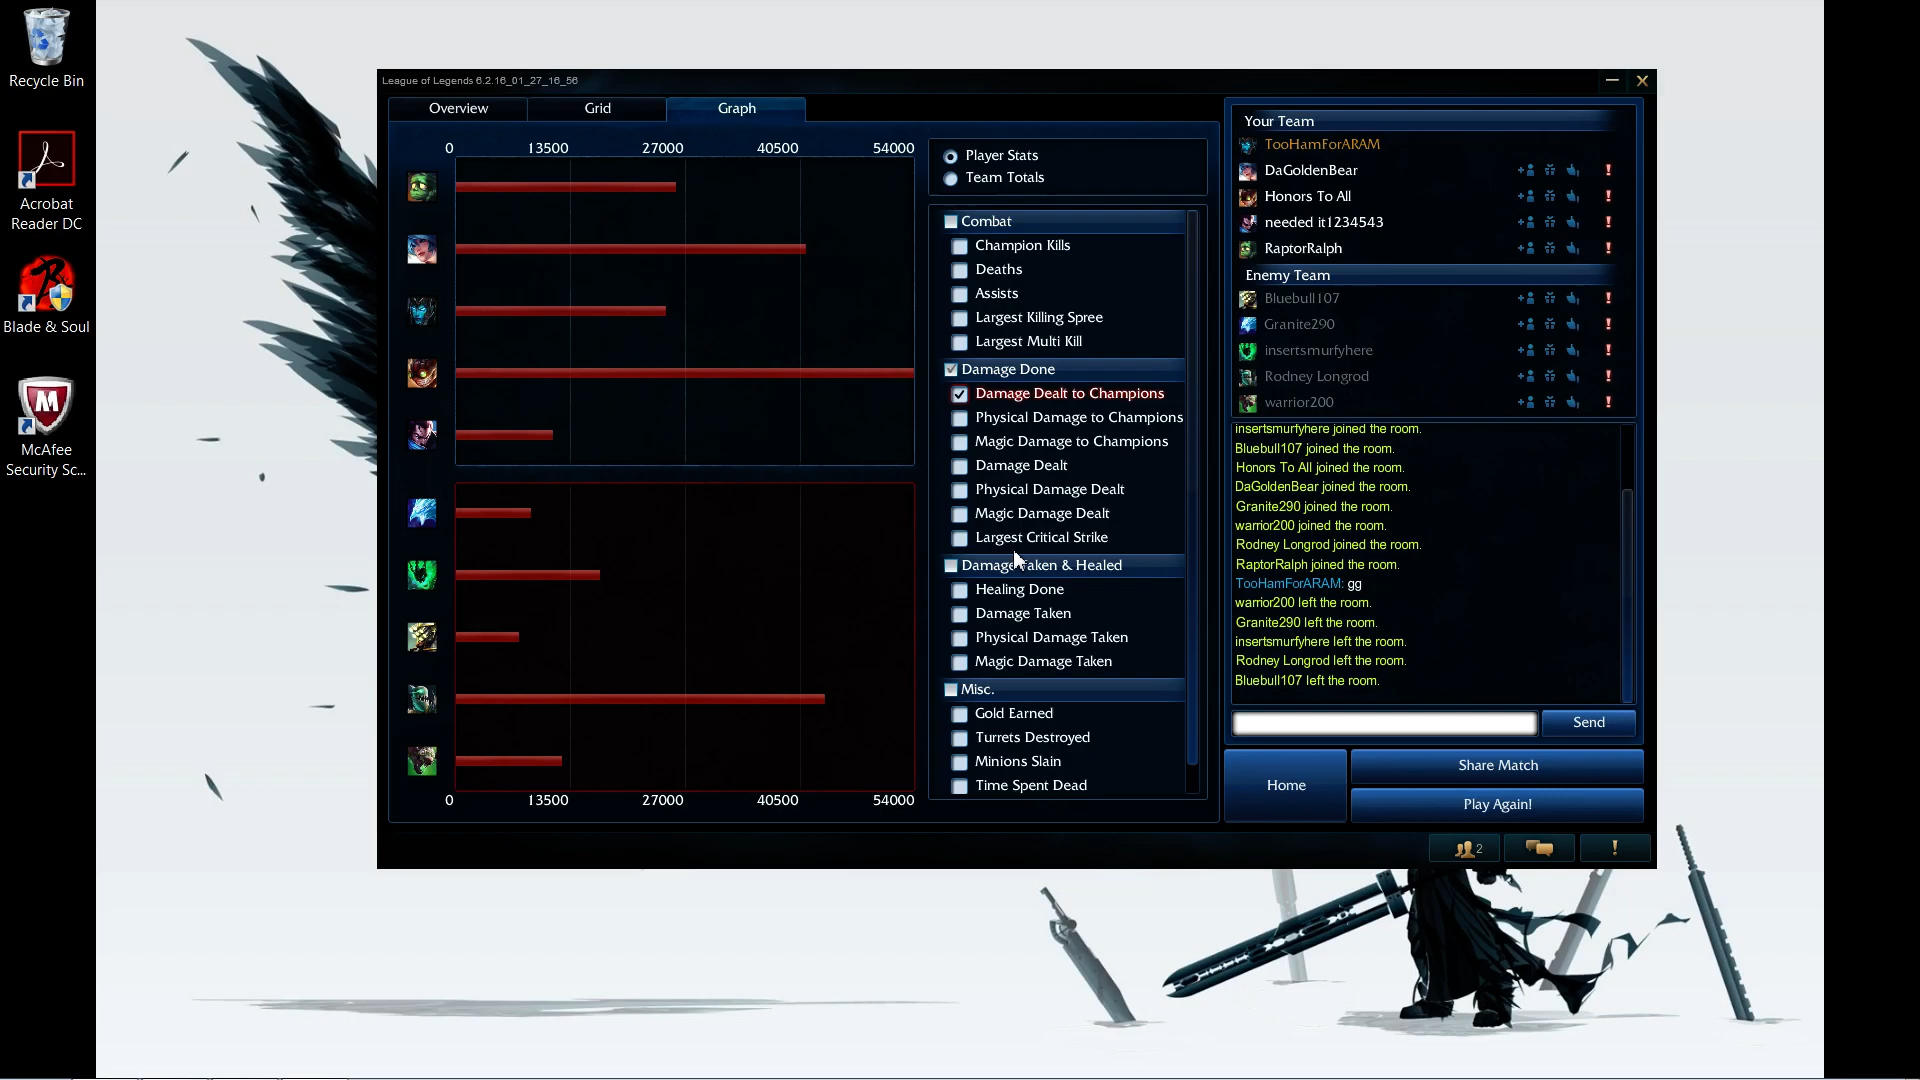 Recycle Bin
Acrobat
Reader DC
Blade & Soul
McAfee
Security Sc...
League of Legends 6.2.16_01_27_16_56
Overview
Grid
Graph
0 13500 27000 40500 54000
0 13500 27000 40500 54000
Player Stats
Team Totals
Combat
Champion Kills
Deaths
Assists
Largest Killing Spree
Largest Multi Kill
Damage Done
Damage Dealt to Champions
Physical Damage to Champions
Magic Damage to Champions
Damage Dealt
Physical Damage Dealt
Magic Damage Dealt
Largest Critical Strike
Damage Taken & Healed
Healing Done
Damage Taken
Physical Damage Taken
Magic Damage Taken
Misc.
Gold Earned
Turrets Destroyed
Minions Slain
Time Spent Dead
Your Team
TooHamForARAM
DaGoldenBear
Honors To All
needed it1234543
RaptorRalph
Enemy Team
Bluebull107
Granite290
insertsmurfyhere
Rodney Longrod
warrior200
insertsmurfyhere joined the room.
Bluebull107 joined the room.
Honors To All joined the room.
DaGoldenBear joined the room.
Granite290 joined the room.
warrior200 joined the room.
Rodney Longrod joined the room.
RaptorRalph joined the room.
TooHamForARAM: gg
warrior200 left the room.
Granite290 left the room.
insertsmurfyhere left the room.
Rodney Longrod left the room.
Bluebull107 left the room.
Send
Home
Share Match
Play Again!
2